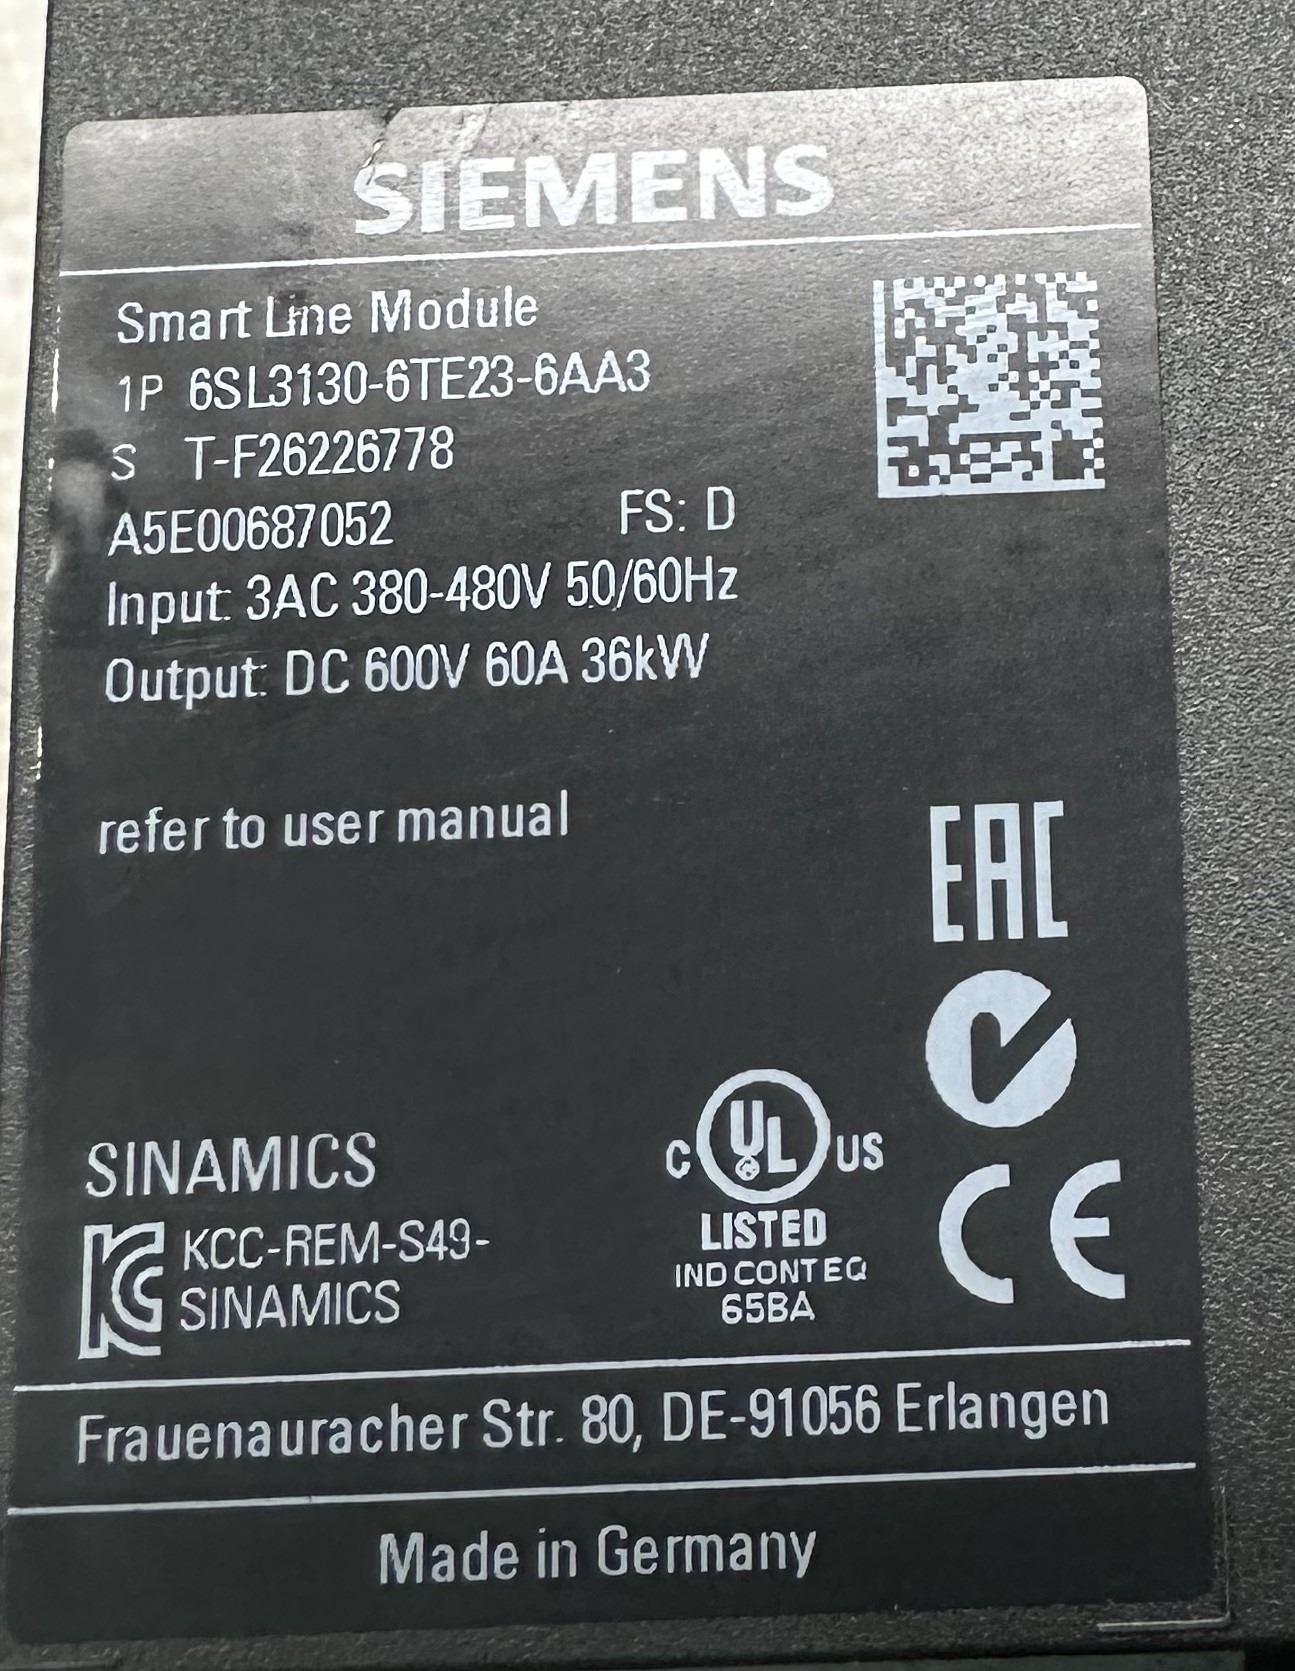 SIEMENS
Smart Line Module
1P 6SL3130-6TE23-6AA3
S T-F26226778
A5E00687052 FS: D
Input: 3AC 380-480V 50/60Hz
Output: DC 600V 60A 36kW
refer to user manual
EAC
SINAMICS
C UL US
LISTED
IND CONT EQ
65BA
CE
KCC-REM-S49-
SINAMICS
Frauenauracher Str. 80, DE-91056 Erlangen
Made in Germany